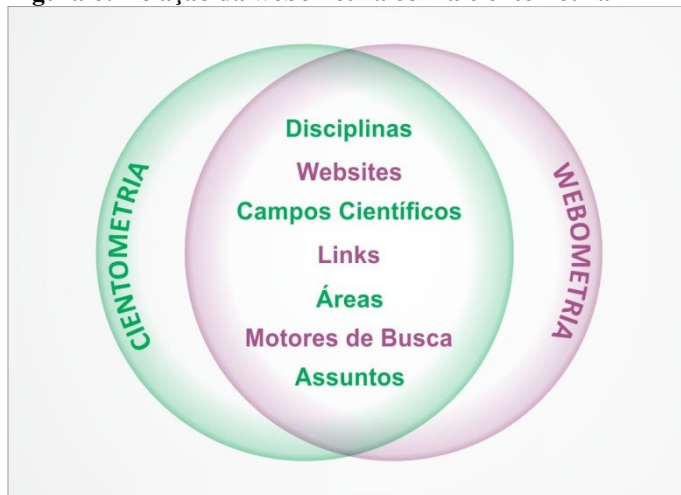 CIENTOMETRIA
WEBOMETRIA
Disciplinas
Websites
Campos Científicos
Links
Áreas
Motores de Busca
Assuntos